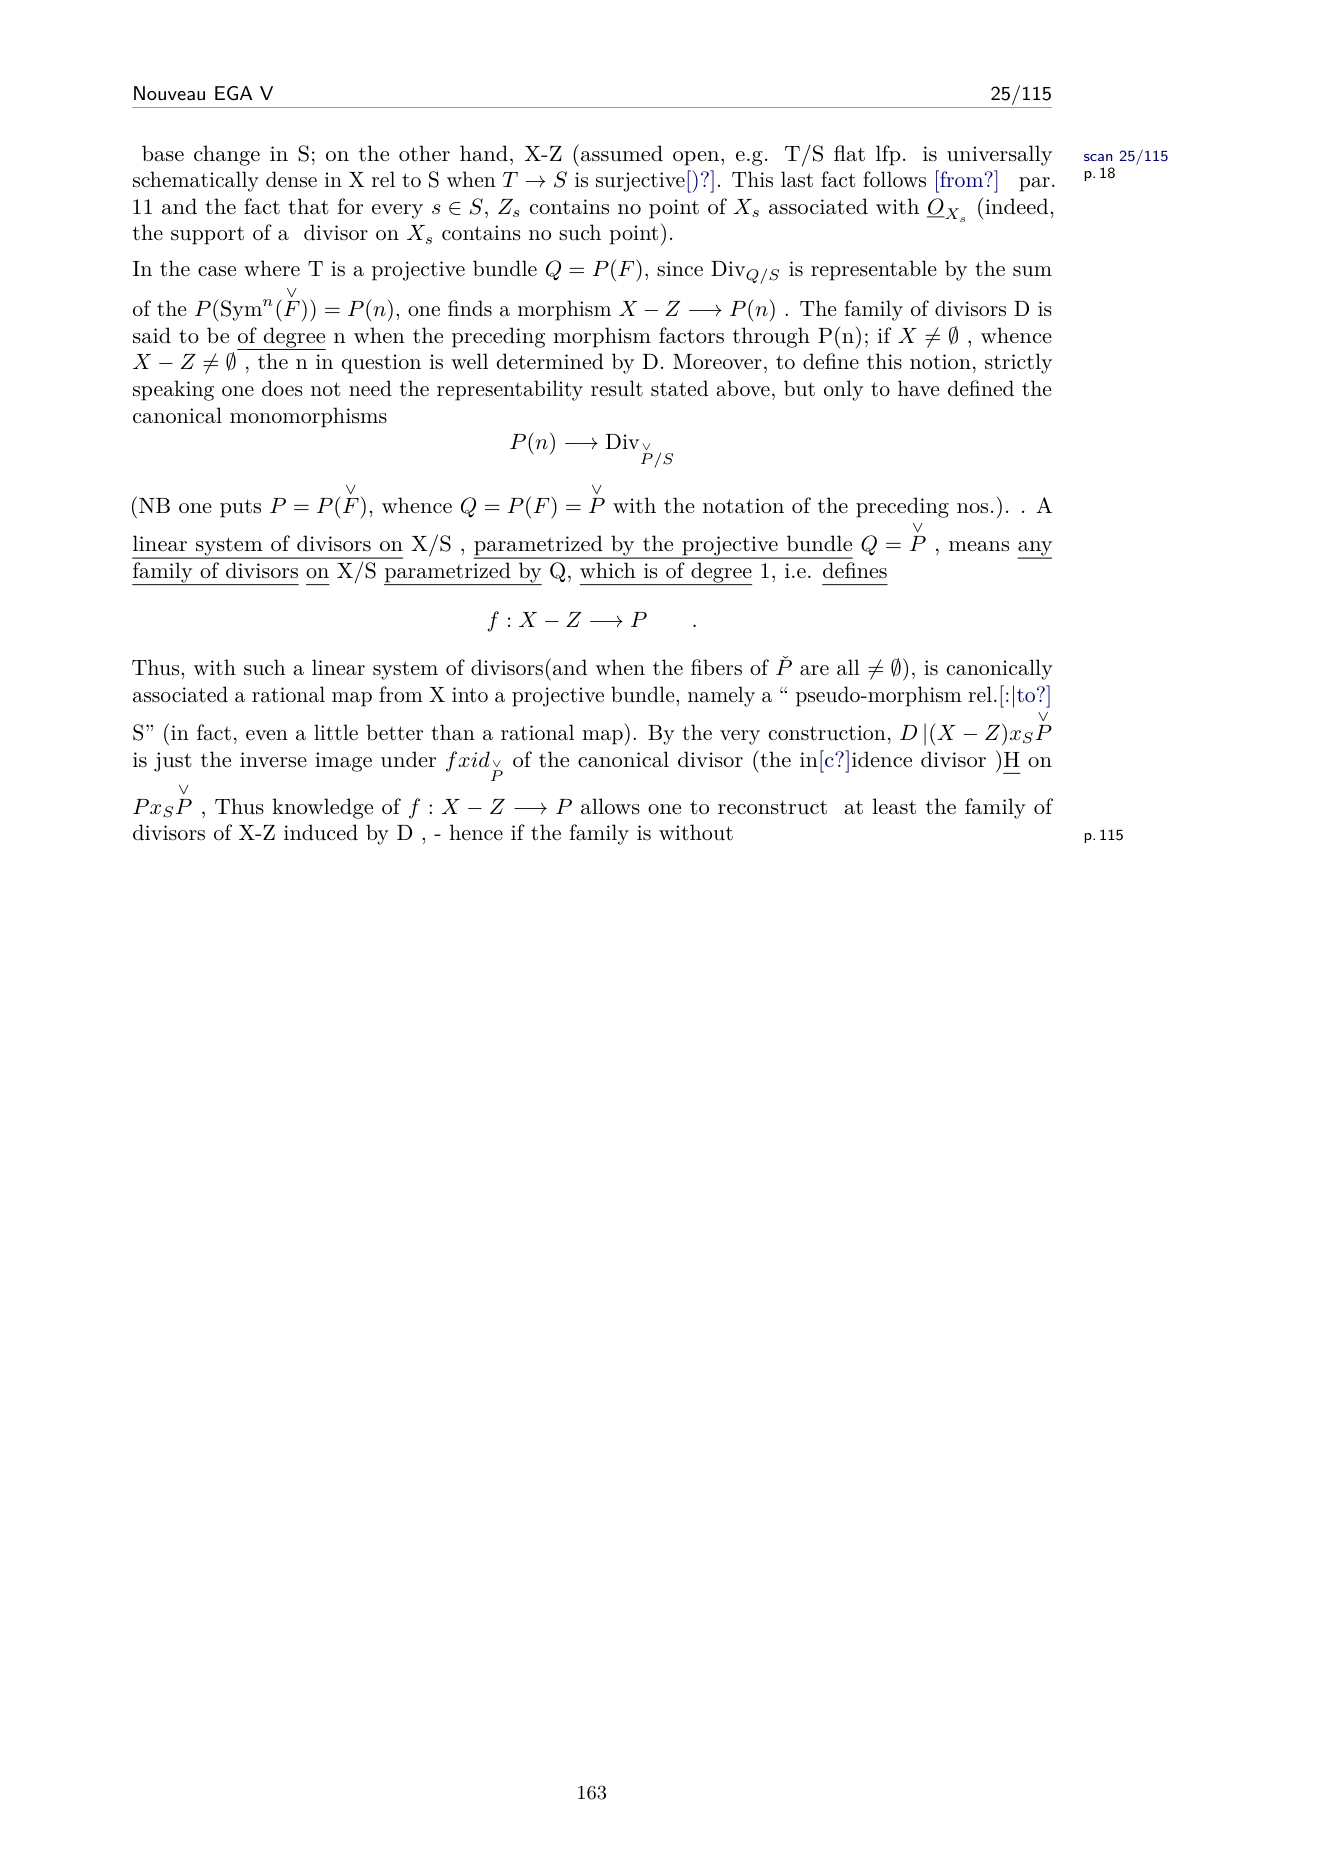 Nouveau EGA V 25/115
base change in S; on the other hand, X-Z (assumed open, e.g. T/S flat lfp. is universally
scan 25/115
schematically dense in X rel to S when T → S is surjective[)?]. This last fact follows [from?] par.
p. 18
11 and the fact that for every s ∈ S, Z_s contains no point of X_s associated with O_{X_s} (indeed,
the support of a divisor on X_s contains no such point).
In the case where T is a projective bundle Q = P(F), since Div_{Q/S} is representable by the sum
of the P(Sym^n(F̌)) = P(n), one finds a morphism X − Z ⟶ P(n) . The family of divisors D is
said to be of degree n when the preceding morphism factors through P(n); if X ≠ ∅ , whence
X − Z ≠ ∅ , the n in question is well determined by D. Moreover, to define this notion, strictly
speaking one does not need the representability result stated above, but only to have defined the
canonical monomorphisms
P(n) ⟶ Div_{P̌/S}
(NB one puts P = P(F̌), whence Q = P(F) = P̌ with the notation of the preceding nos.). . A
linear system of divisors on X/S , parametrized by the projective bundle Q = P̌ , means any
family of divisors on X/S parametrized by Q, which is of degree 1, i.e. defines
f : X − Z ⟶ P .
Thus, with such a linear system of divisors(and when the fibers of P̌ are all ≠ ∅), is canonically
associated a rational map from X into a projective bundle, namely a “ pseudo-morphism rel.[:|to?]
S” (in fact, even a little better than a rational map). By the very construction, D |(X − Z)x_S P̌
is just the inverse image under fxid_{P̌} of the canonical divisor (the in[c?]idence divisor )H on
Px_S P̌ , Thus knowledge of f : X − Z ⟶ P allows one to reconstruct at least the family of
divisors of X-Z induced by D , - hence if the family is without
p. 115
163